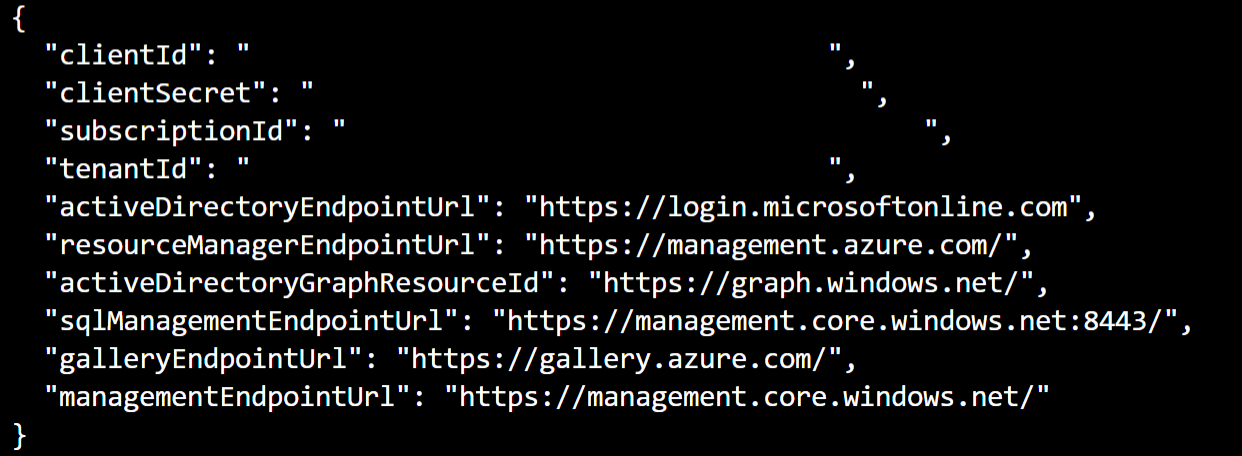 {
  "clientId": "                                    ",
  "clientSecret": "                                  ",
  "subscriptionId": "                                    ",
  "tenantId": "                                    ",
  "activeDirectoryEndpointUrl": "https://login.microsoftonline.com",
  "resourceManagerEndpointUrl": "https://management.azure.com/",
  "activeDirectoryGraphResourceId": "https://graph.windows.net/",
  "sqlManagementEndpointUrl": "https://management.core.windows.net:8443/",
  "galleryEndpointUrl": "https://gallery.azure.com/",
  "managementEndpointUrl": "https://management.core.windows.net/"
}